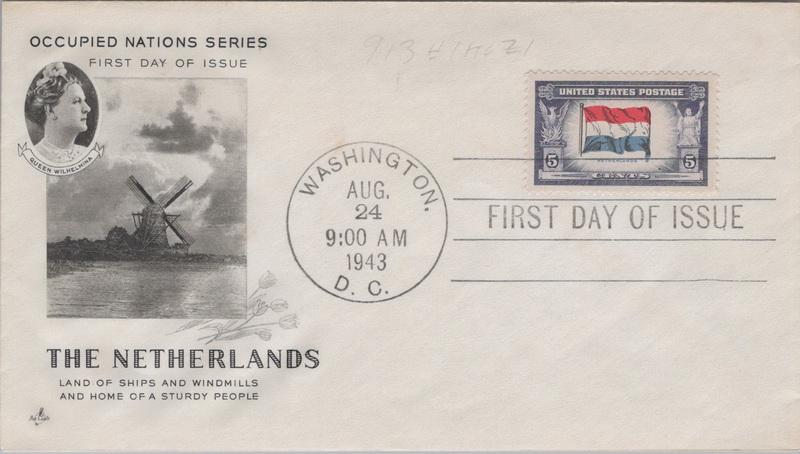 OCCUPIED NATIONS SERIES
FIRST DAY OF ISSUE
QUEEN WILHELMINA
THE NETHERLANDS
LAND OF SHIPS AND WINDMILLS
AND HOME OF A STURDY PEOPLE
WASHINGTON,
AUG.
24
9:00 AM
1943
D. C.
UNITED STATES POSTAGE
NETHERLANDS
5 5
CENTS
FIRST DAY OF ISSUE